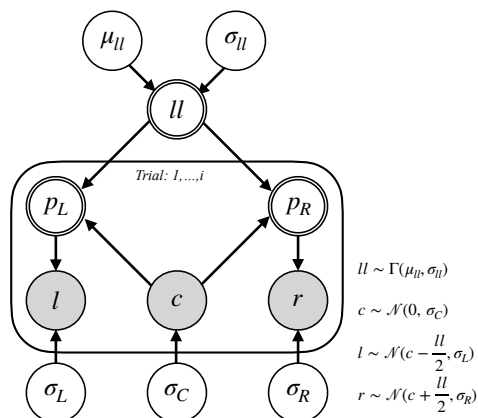 μ_ll σ_ll
ll
Trial: 1,...,i
p_L p_R
l c r
ll ∼ Γ(μ_ll, σ_ll)
c ∼ 𝒩(0, σ_C)
l ∼ 𝒩(c − ll/2, σ_L)
r ∼ 𝒩(c + ll/2, σ_R)
σ_L σ_C σ_R